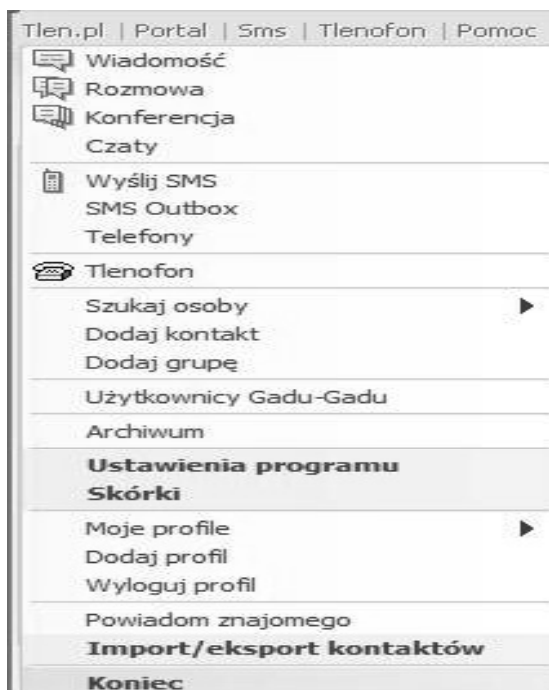 Tlen.pl | Portal | Sms | Tlenofon | Pomoc
Wiadomość
Rozmowa
Konferencja
Czaty
Wyślij SMS
SMS Outbox
Telefony
Tlenofon
Szukaj osoby
Dodaj kontakt
Dodaj grupę
Użytkownicy Gadu-Gadu
Archiwum
Ustawienia programu
Skórki
Moje profile
Dodaj profil
Wyloguj profil
Powiadom znajomego
Import/eksport kontaktów
Koniec